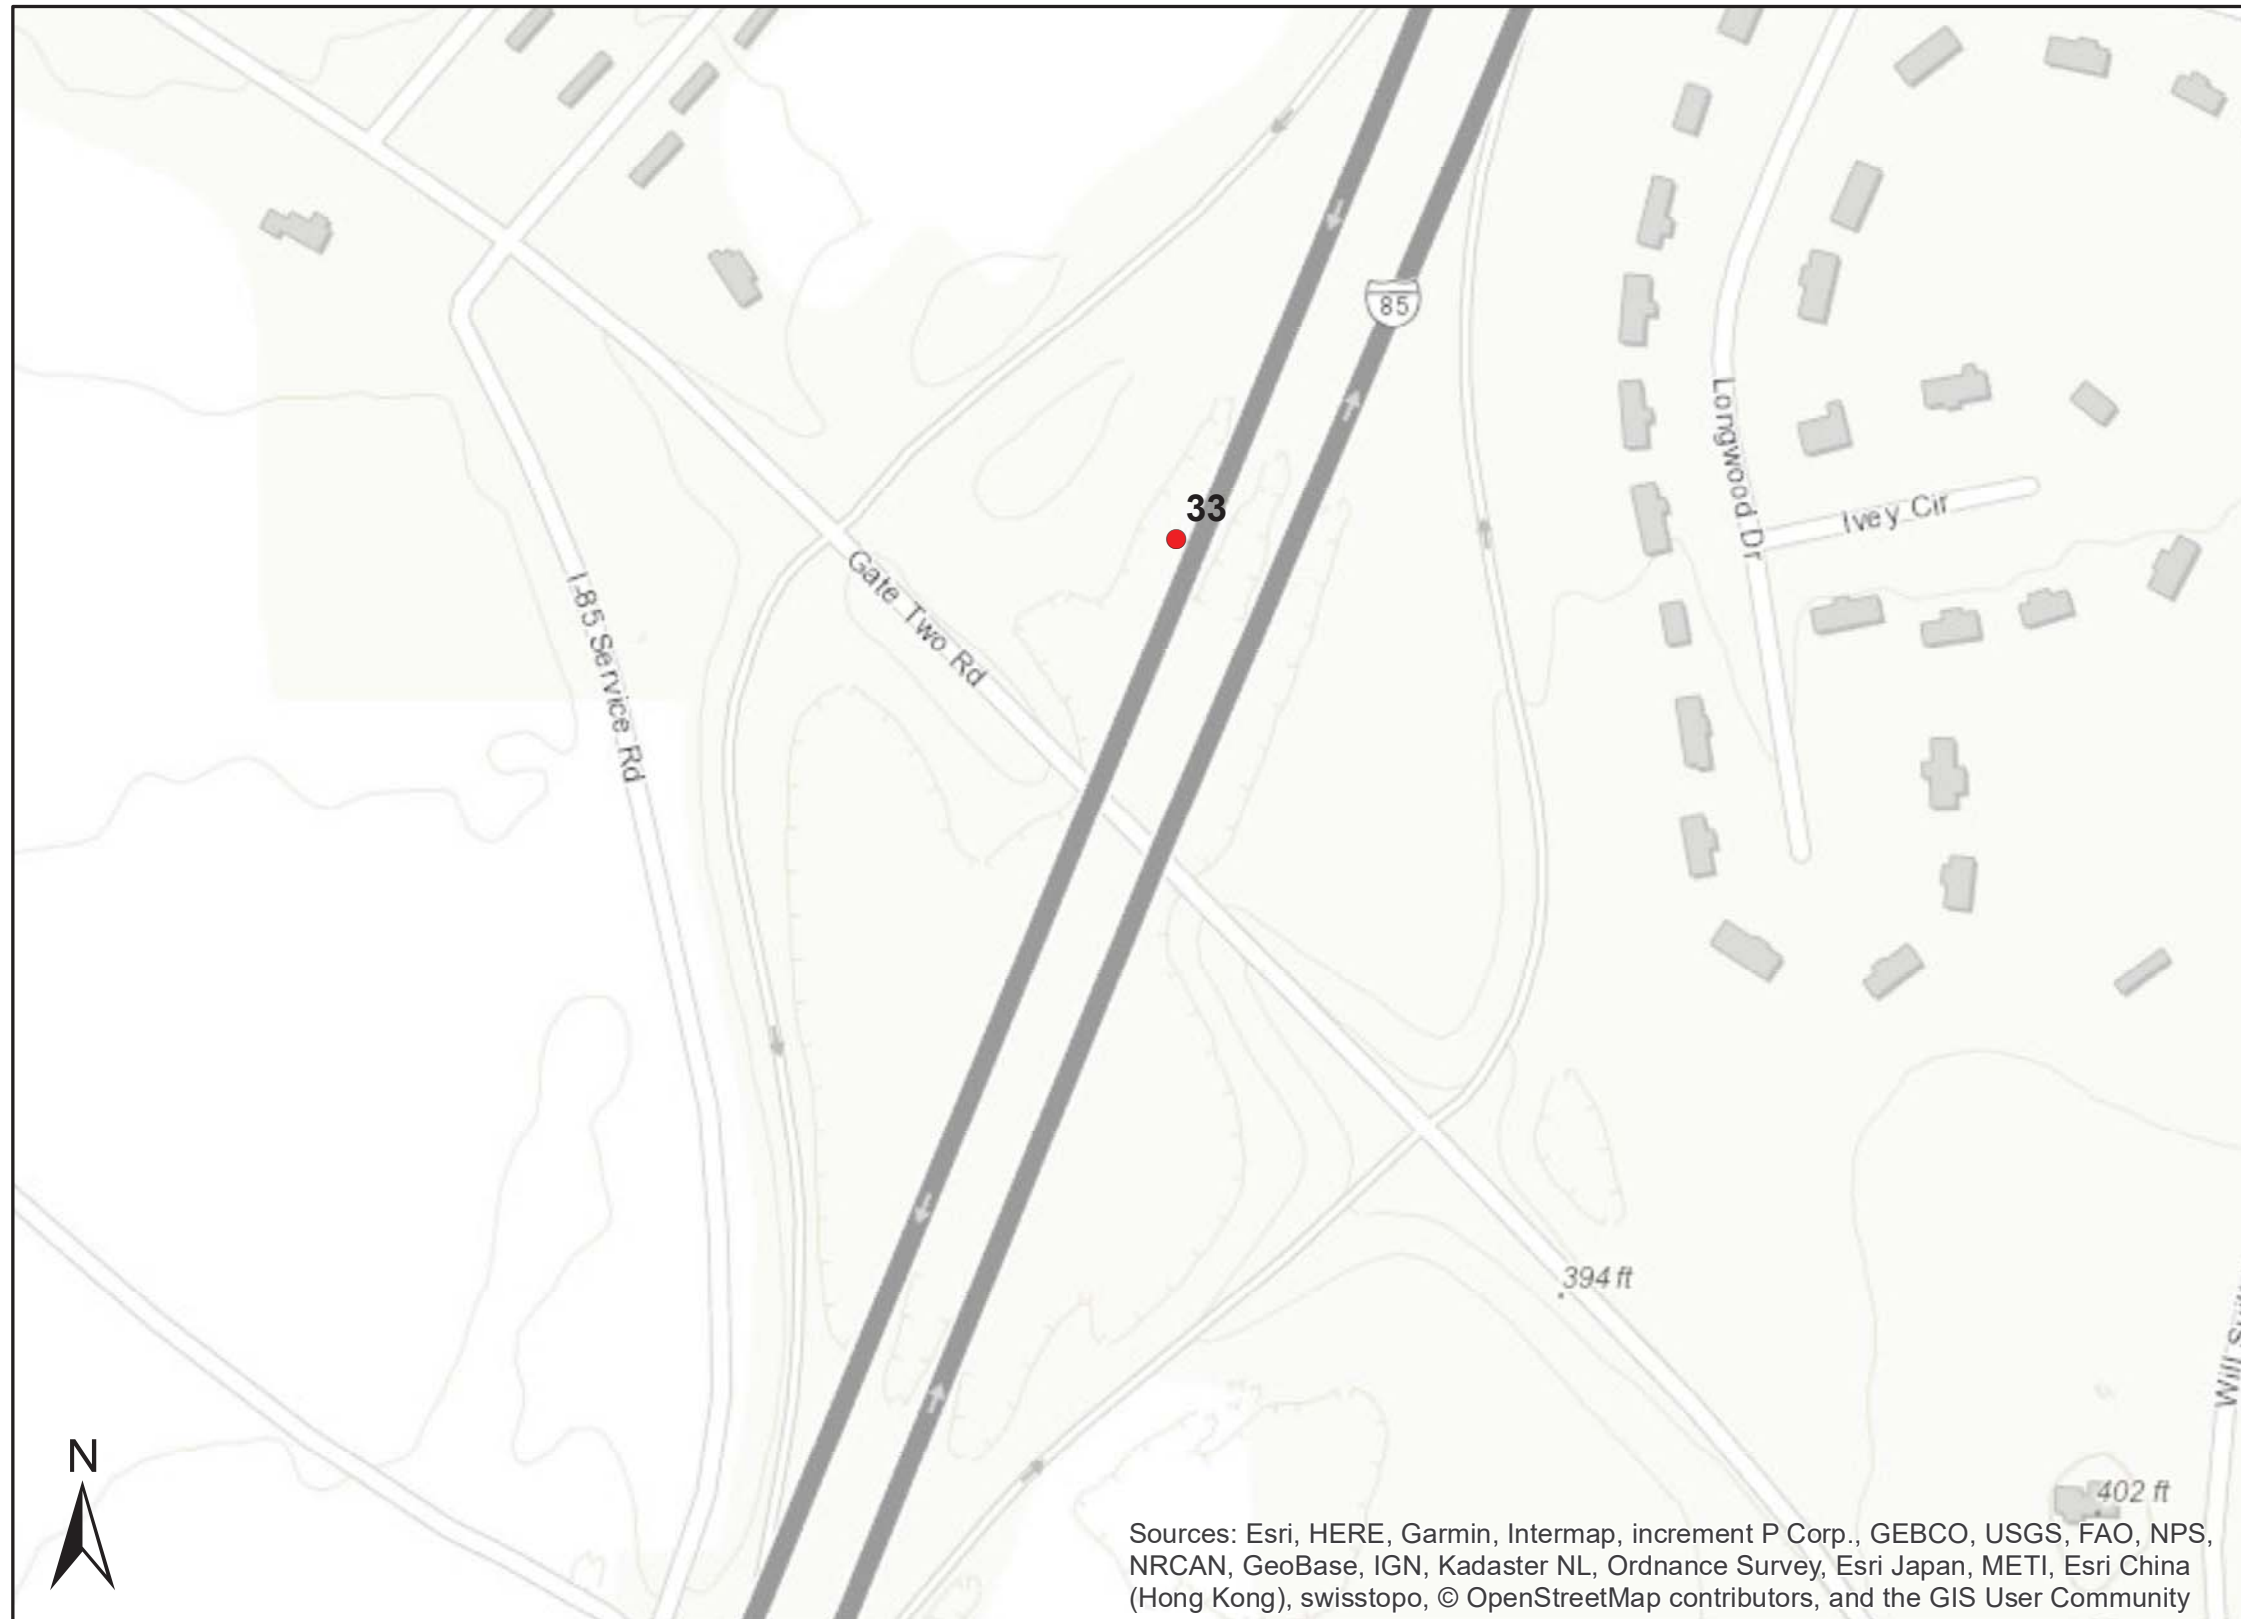 85
33
Longwood Dr
Ivey Cir
Gate Two Rd
I-85 Service Rd
394 ft
N
402 ft
Sources: Esri, HERE, Garmin, Intermap, increment P Corp., GEBCO, USGS, FAO, NPS,
NRCAN, GeoBase, IGN, Kadaster NL, Ordnance Survey, Esri Japan, METI, Esri China
(Hong Kong), swisstopo, © OpenStreetMap contributors, and the GIS User Community